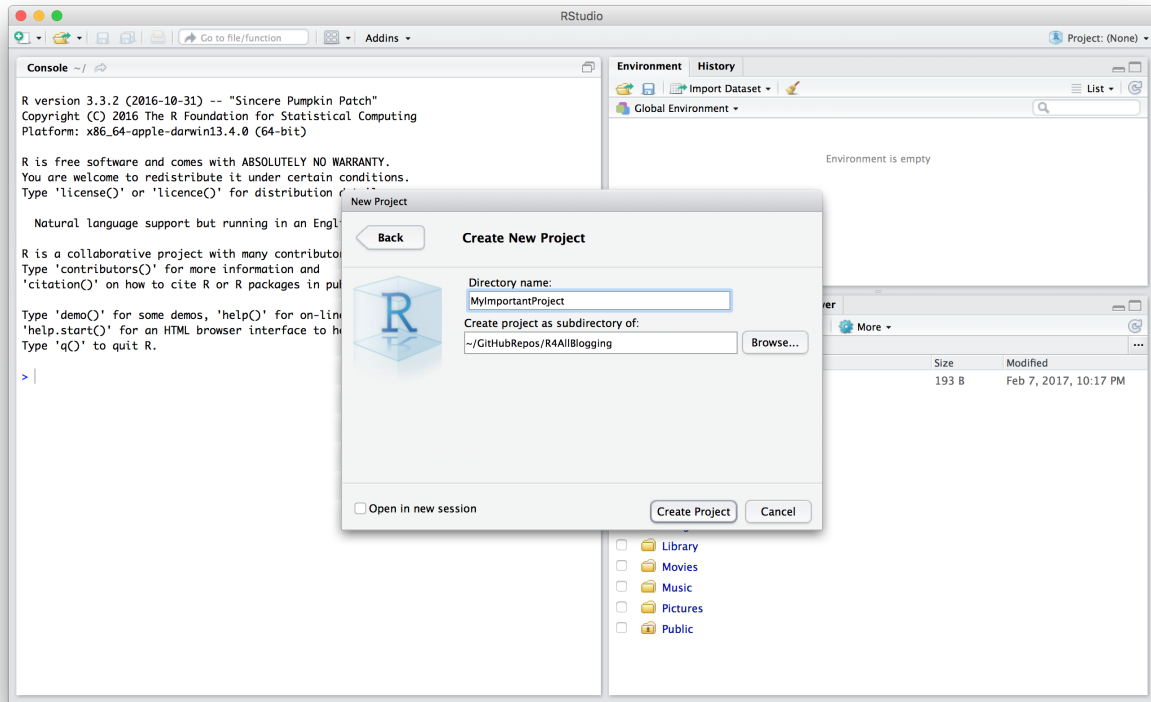 RStudio
Go to file/function
Addins
Project: (None)
Console ~/
R version 3.3.2 (2016-10-31) -- "Sincere Pumpkin Patch"
Copyright (C) 2016 The R Foundation for Statistical Computing
Platform: x86_64-apple-darwin13.4.0 (64-bit)
R is free software and comes with ABSOLUTELY NO WARRANTY.
You are welcome to redistribute it under certain conditions.
Type 'license()' or 'licence()' for distribution
Natural language support but running in an
R is a collaborative project with many
Type 'contributors()' for more information and
'citation()' on how to cite R or R packages in
Type 'demo()' for some demos, 'help()' for
'help.start()' for an HTML browser interface to
Type 'q()' to quit R.
>
Environment History
Import Dataset List
Global Environment
Environment is empty
New Project
Back
Create New Project
R
Directory name:
MyImportantProject
Create project as subdirectory of:
~/GitHubRepos/R4AllBlogging
Browse...
Open in new session
Create Project
Cancel
More
...
Size Modified
193 B Feb 7, 2017, 10:17 PM
Library
Movies
Music
Pictures
Public